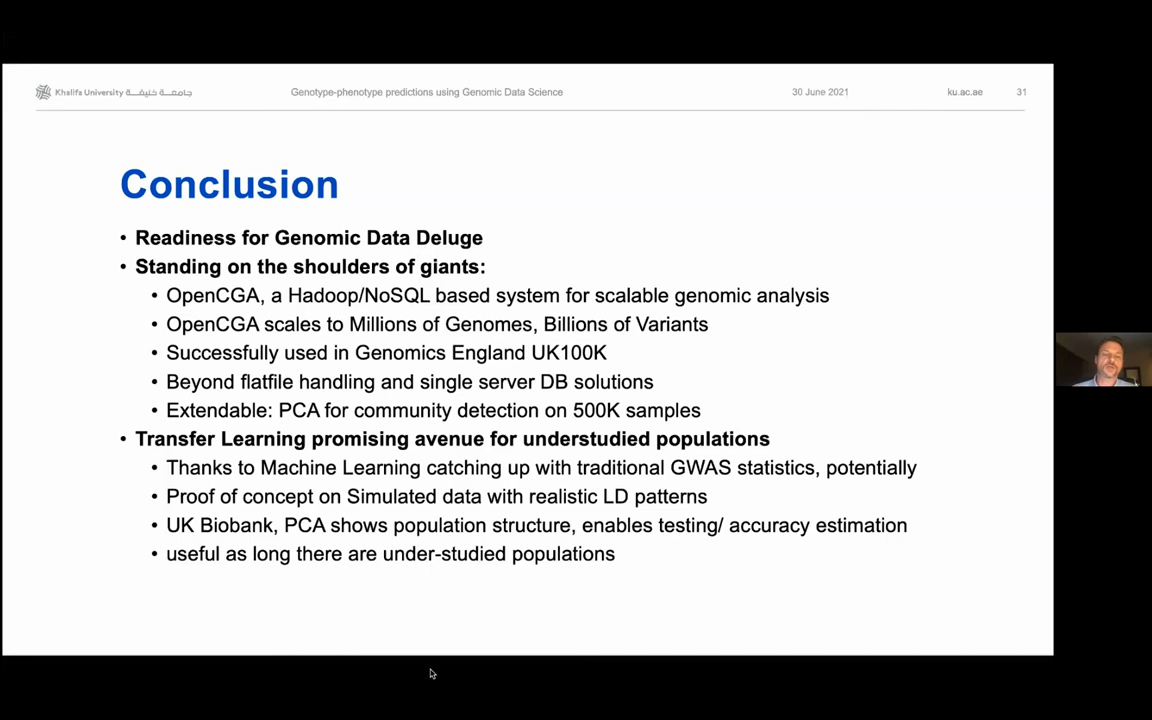 Khalifa University جامعة خليفة
Genotype-phenotype predictions using Genomic Data Science
30 June 2021
ku.ac.ae
31
Conclusion
• Readiness for Genomic Data Deluge
• Standing on the shoulders of giants:
• OpenCGA, a Hadoop/NoSQL based system for scalable genomic analysis
• OpenCGA scales to Millions of Genomes, Billions of Variants
• Successfully used in Genomics England UK100K
• Beyond flatfile handling and single server DB solutions
• Extendable: PCA for community detection on 500K samples
• Transfer Learning promising avenue for understudied populations
• Thanks to Machine Learning catching up with traditional GWAS statistics, potentially
• Proof of concept on Simulated data with realistic LD patterns
• UK Biobank, PCA shows population structure, enables testing/ accuracy estimation
• useful as long there are under-studied populations